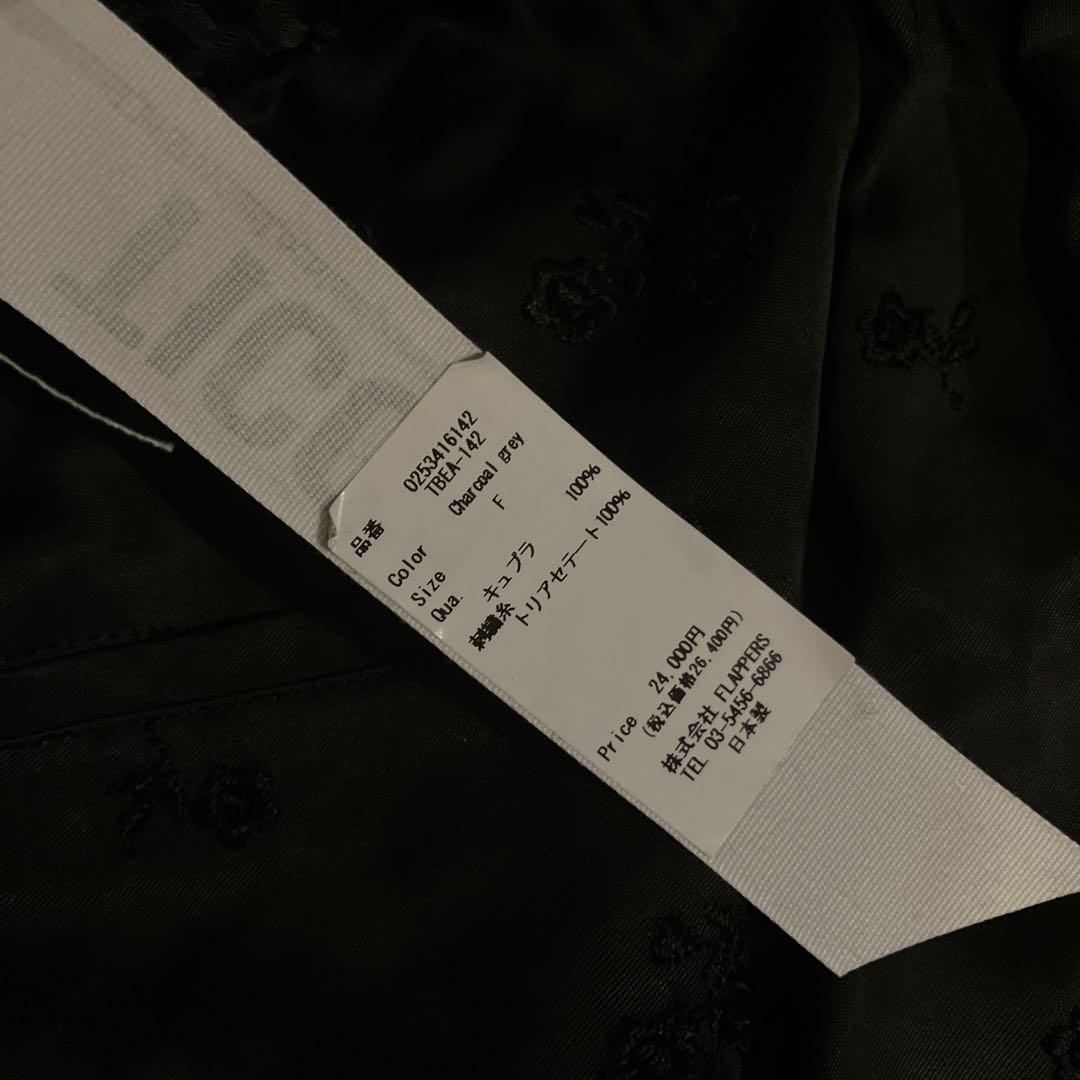 品番 0253416142
TBEA-142
Color Charcoal grey
Size F
Qua. キュプラ 100%
刺繍糸
トリアセテート100%
Price 24,000円
(税込価格26,400円)
株式会社 FLAPPERS
TEL 03-5456-6866
日本製